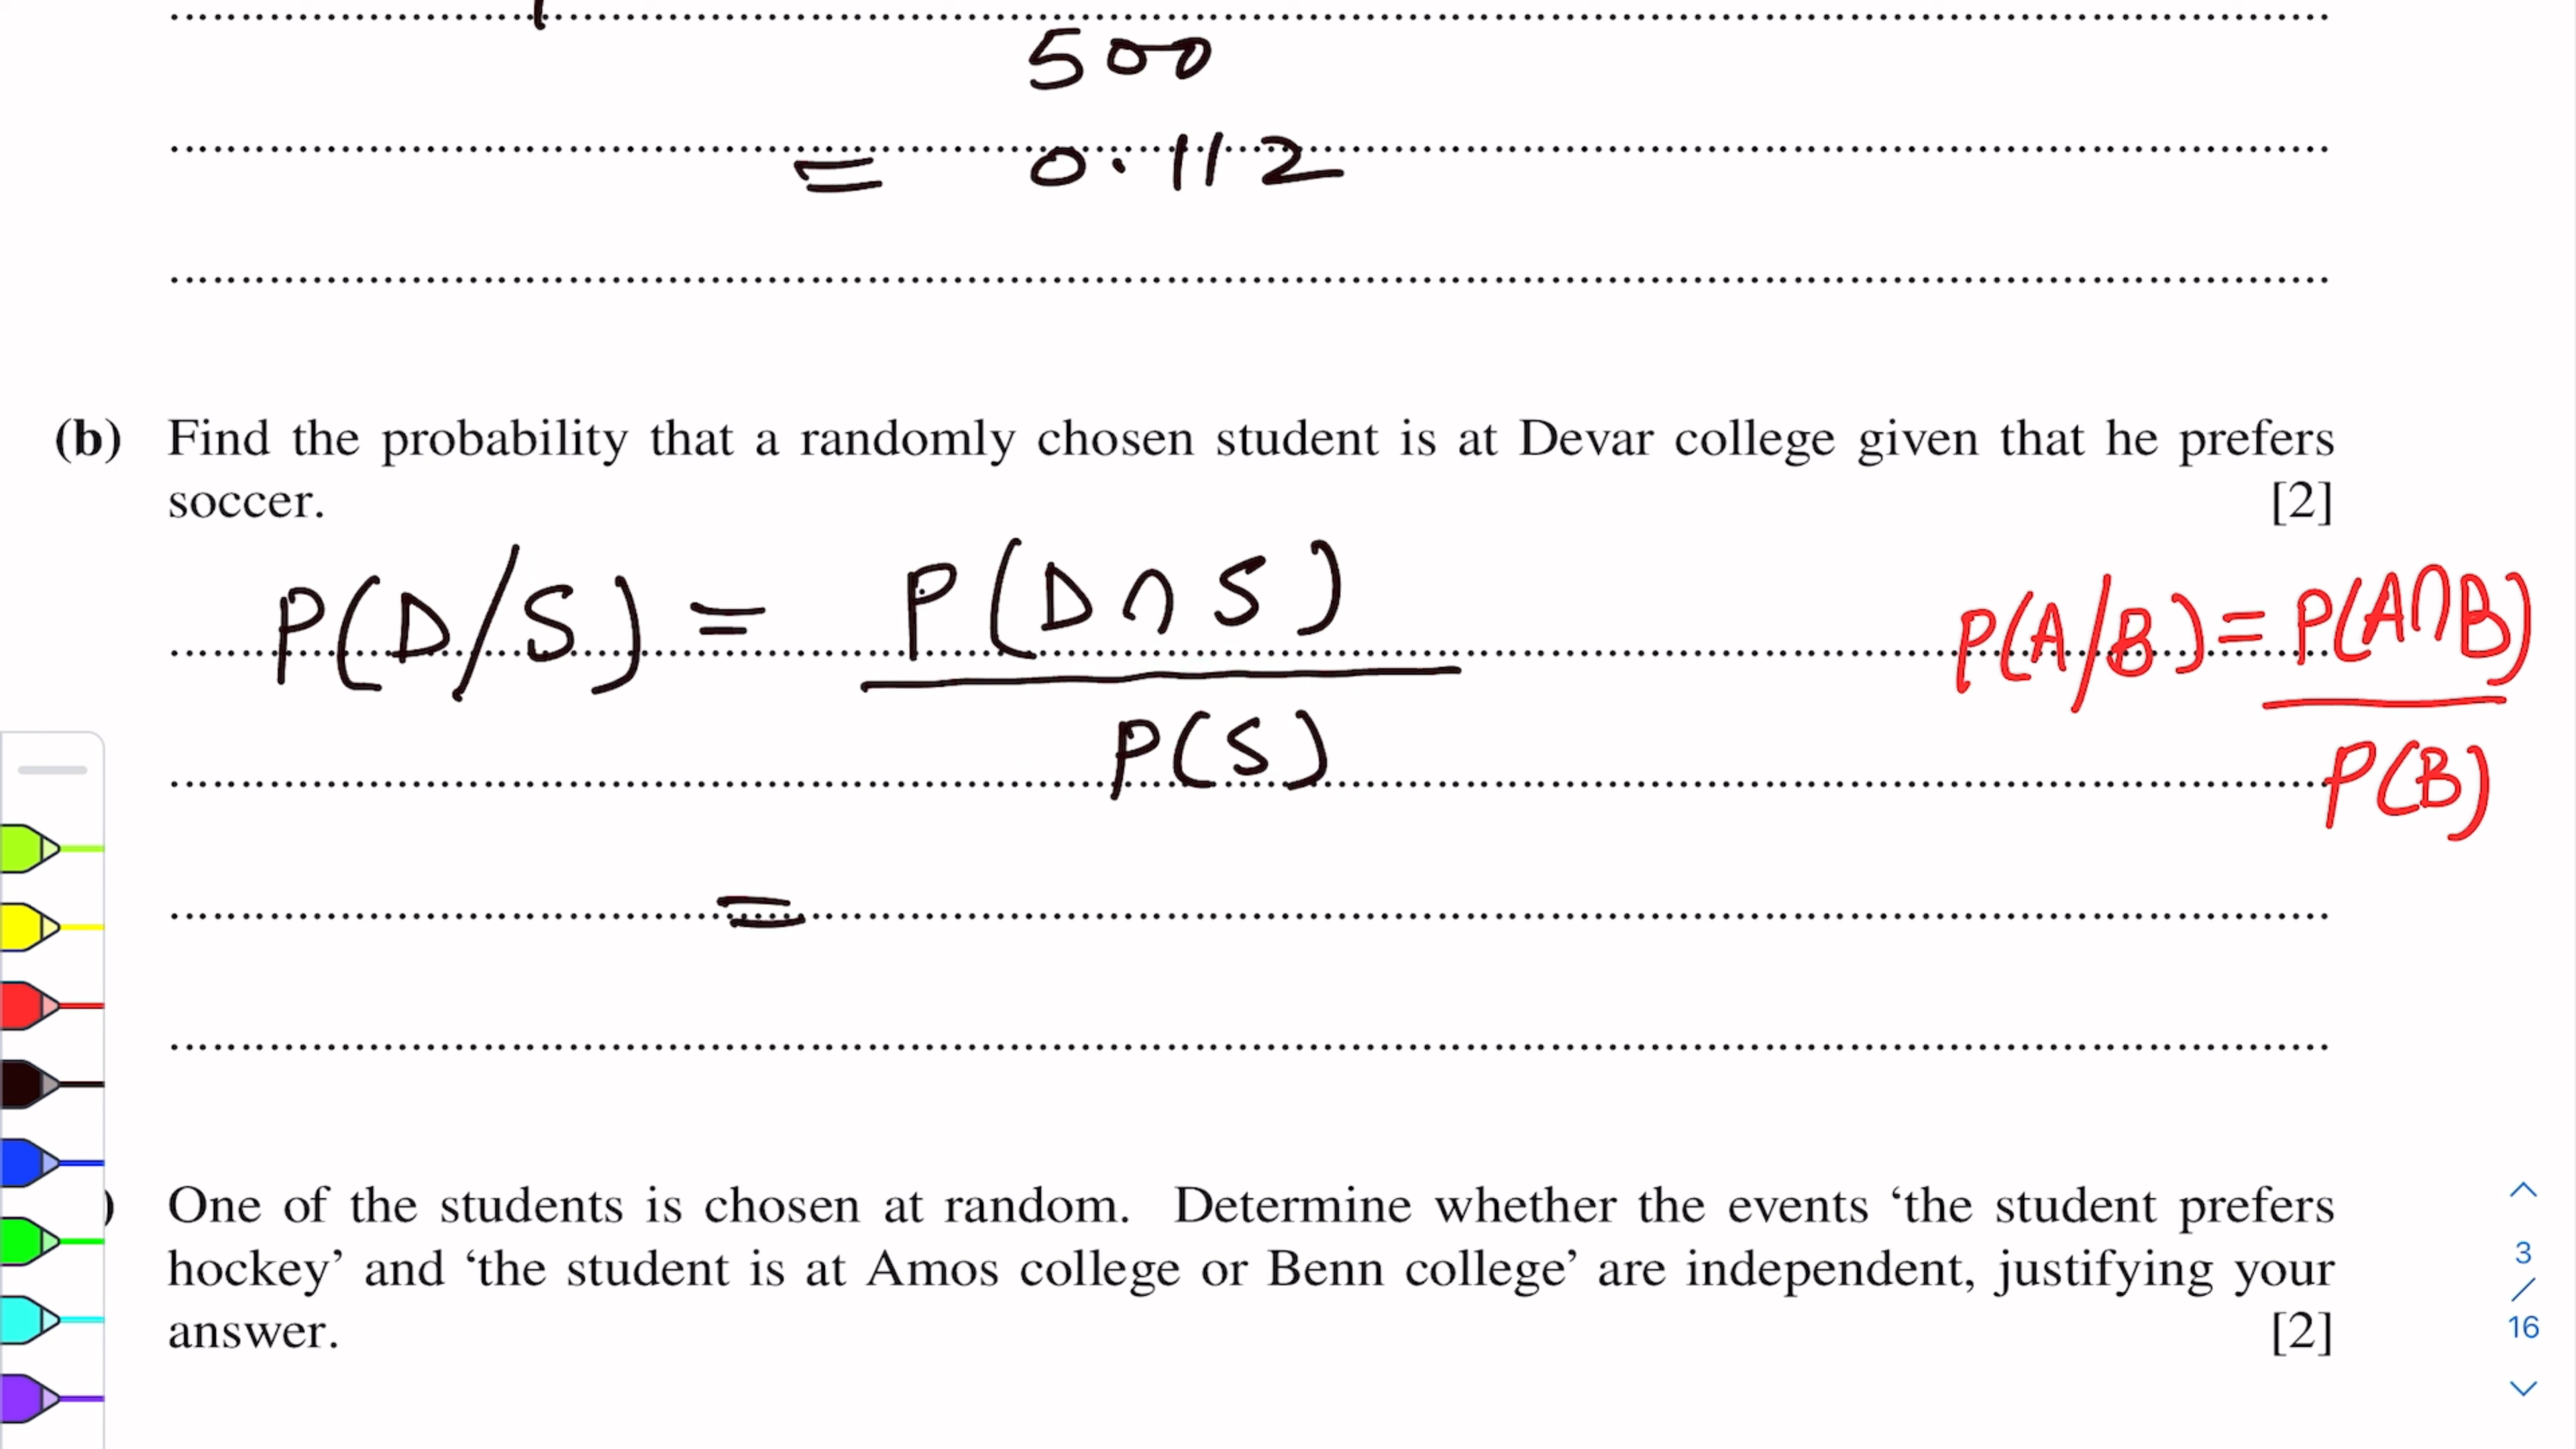 500
= 0.112
(b) Find the probability that a randomly chosen student is at Devar college given that he prefers
soccer. [2]
P(D/S) = P(D∩S)
P(S)
P(A/B) = P(A∩B)
P(B)
=
) One of the students is chosen at random. Determine whether the events ‘the student prefers
hockey’ and ‘the student is at Amos college or Benn college’ are independent, justifying your
answer. [2]
3
/
16